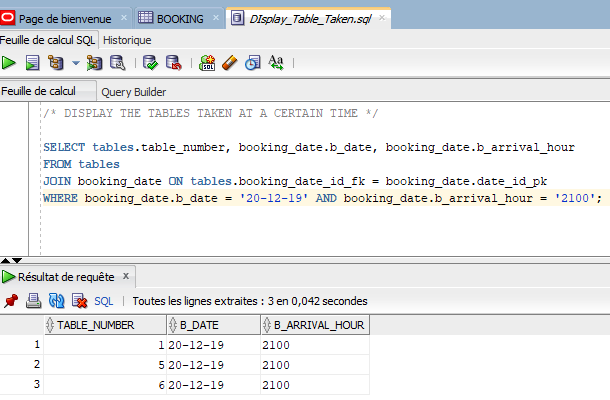 Page de bienvenue BOOKING DIsplay_Table_Taken.sql
Feuille de calcul SQL Historique
SQL Aa
Feuille de calcul Query Builder
/* DISPLAY THE TABLES TAKEN AT A CERTAIN TIME */
SELECT tables.table_number, booking_date.b_date, booking_date.b_arrival_hour
FROM tables
JOIN booking_date ON tables.booking_date_id_fk = booking_date.date_id_pk
WHERE booking_date.b_date = '20-12-19' AND booking_date.b_arrival_hour = '2100';
Résultat de requête x
SQL | Toutes les lignes extraites : 3 en 0,042 secondes
TABLE_NUMBER B_DATE B_ARRIVAL_HOUR
1 1 20-12-19 2100
2 5 20-12-19 2100
3 6 20-12-19 2100